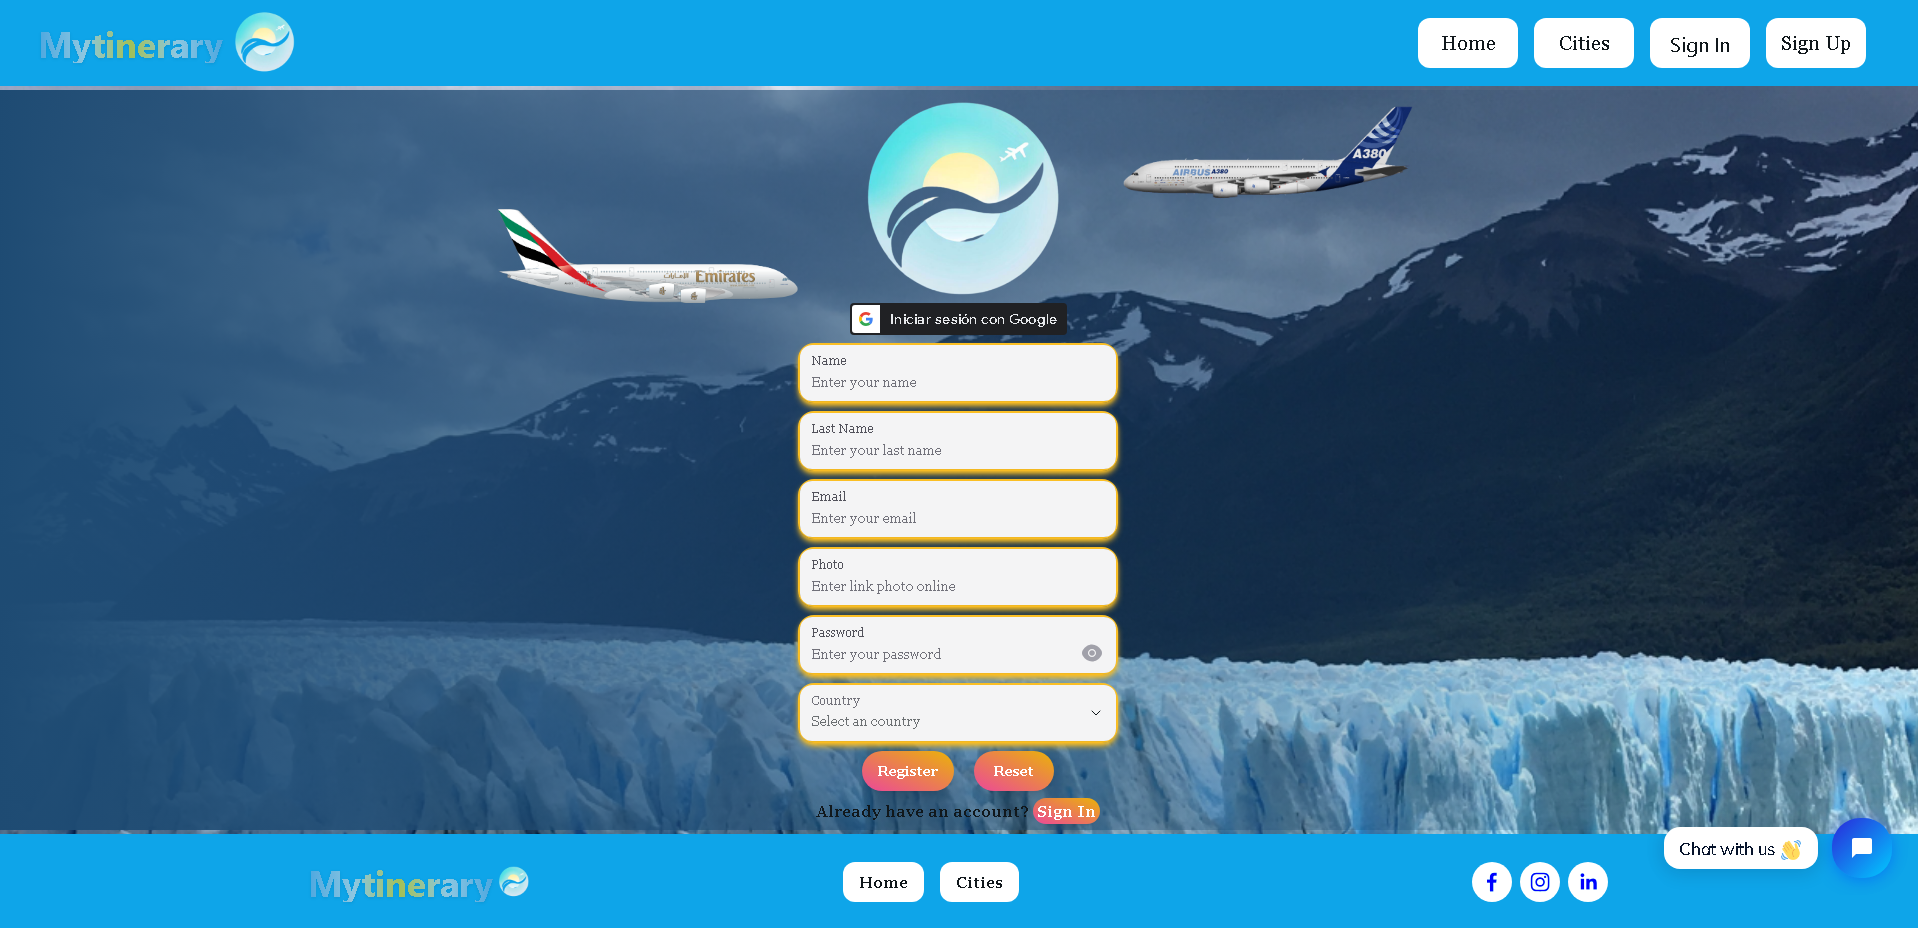 Mytinerary
Home
Cities
Sign In
Sign Up
A380
AIRBUS A380
Emirates
الإمارات
Iniciar sesión con Google
Name
Enter your name
Last Name
Enter your last name
Email
Enter your email
Photo
Enter link photo online
Password
Enter your password
Country
Select an country
Register
Reset
Already have an account? Sign In
Chat with us 👋
Mytinerary
Home
Cities